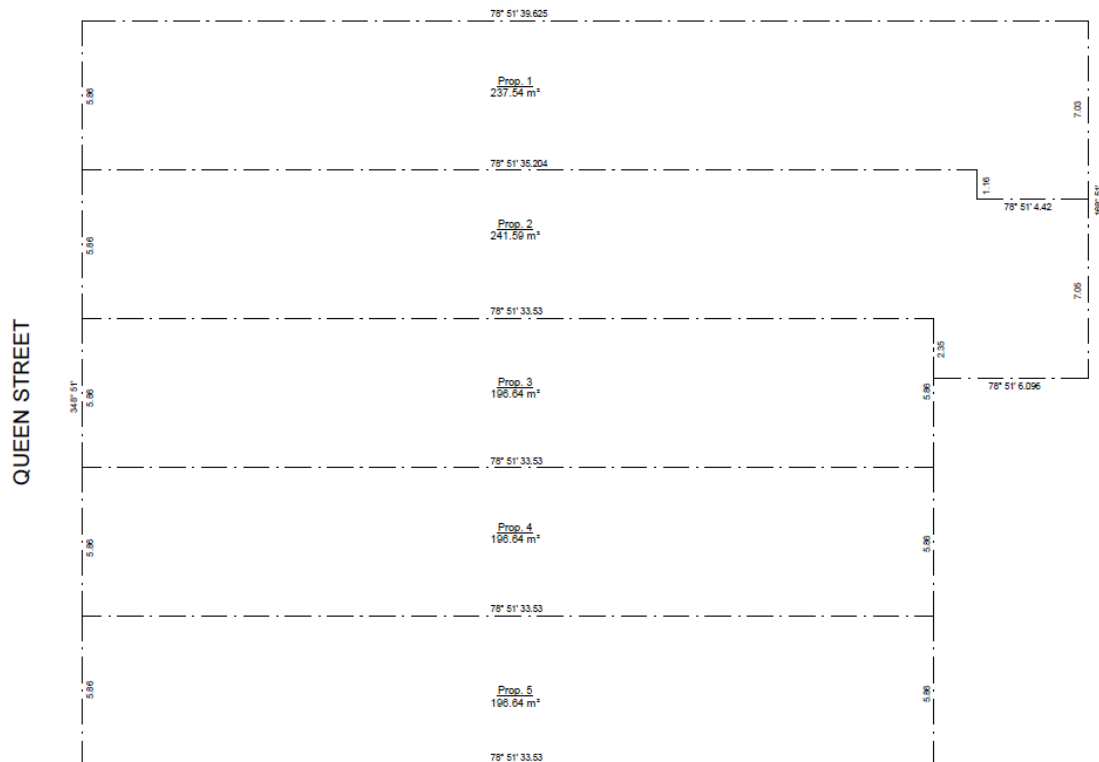 78° 51' 39.625
Prop. 1
237.54 m²
5.86
7.03
78° 51' 35.204
1.16
78° 51' 4.42
168° 51'
Prop. 2
241.59 m²
5.86
7.05
78° 51' 33.53
2.35
78° 51' 6.096
QUEEN STREET
348° 51'
5.86
Prop. 3
196.64 m²
5.86
78° 51' 33.53
Prop. 4
196.64 m²
5.86
5.86
78° 51' 33.53
Prop. 5
196.64 m²
5.86
5.86
78° 51' 33.53